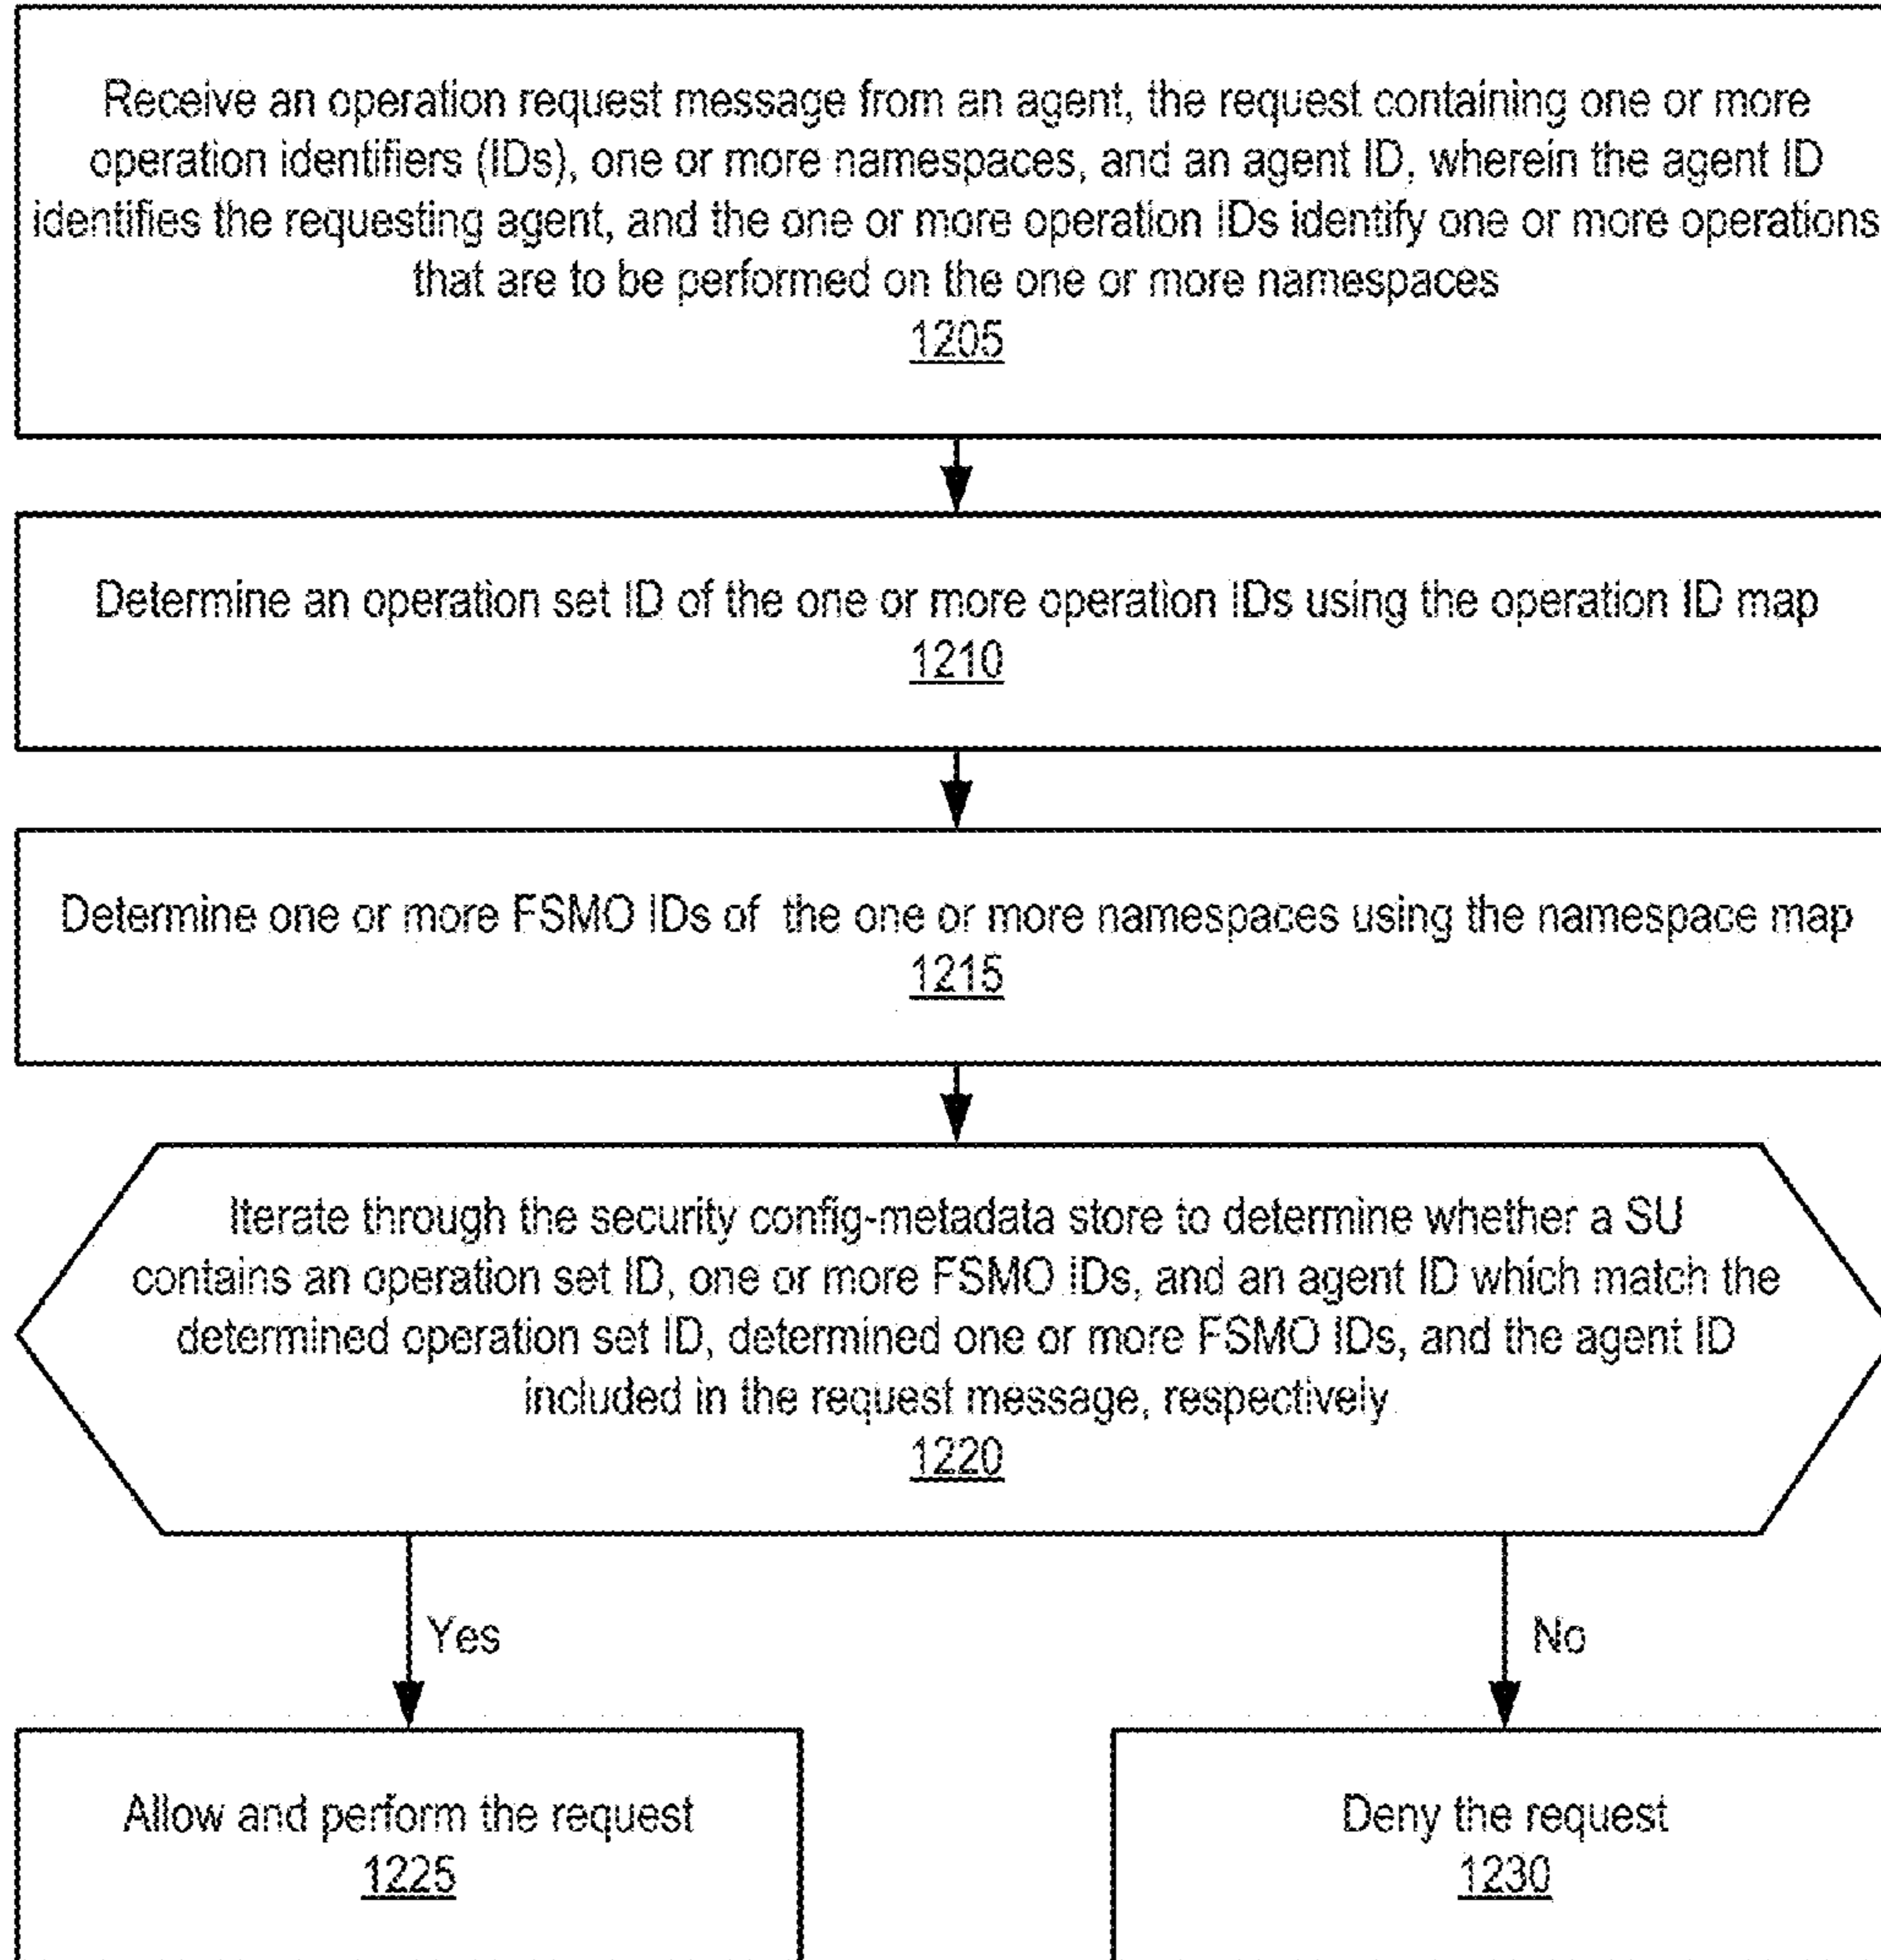 Receive an operation request message from an agent, the request containing one or more
operation identifiers (IDs), one or more namespaces, and an agent ID, wherein the agent ID
identifies the requesting agent, and the one or more operation IDs identify one or more operations
that are to be performed on the one or more namespaces
1205
Determine an operation set ID of the one or more operation IDs using the operation ID map
1210
Determine one or more FSMO IDs of the one or more namespaces using the namespace map
1215
Iterate through the security config-metadata store to determine whether a SU
contains an operation set ID, one or more FSMO IDs, and an agent ID which match the
determined operation set ID, determined one or more FSMO IDs, and the agent ID
included in the request message, respectively
1220
Yes
No
Allow and perform the request
1225
Deny the request
1230